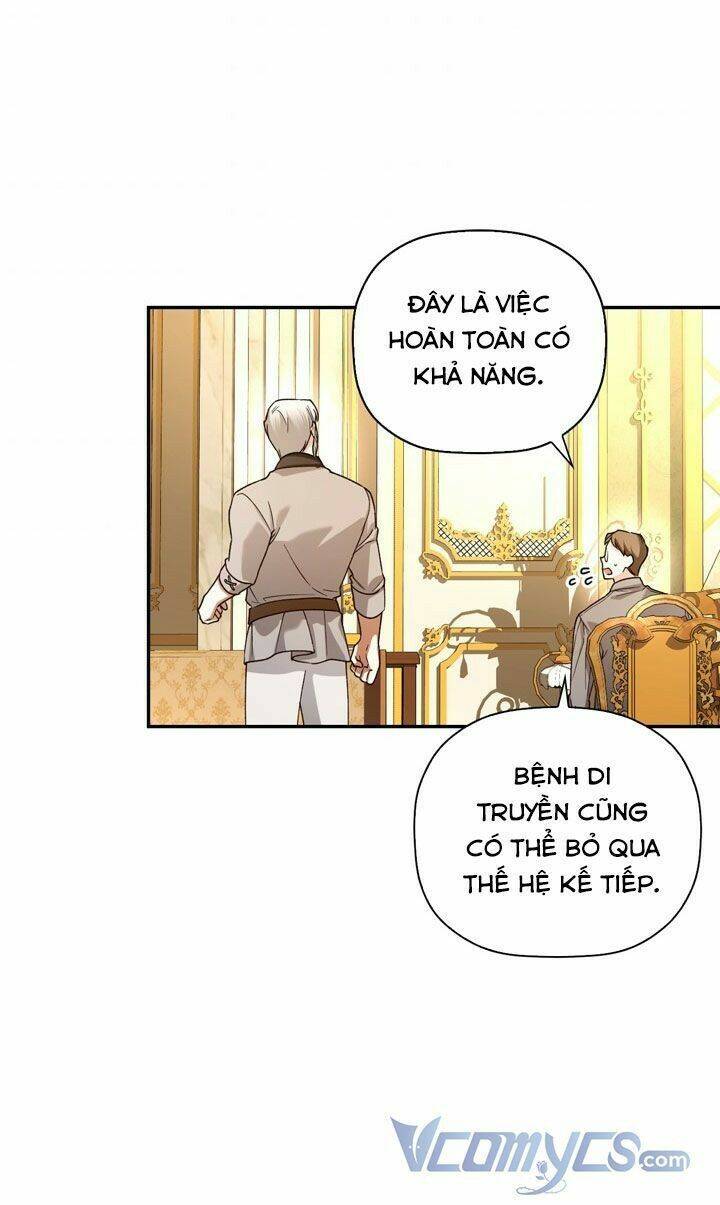 ĐÂY LÀ VIỆC
HOÀN TOÀN CÓ
KHẢ NĂNG.
BỆNH DI
TRUYỀN CŨNG
CÓ THỂ BỎ QUA
THẾ HỆ KẾ TIẾP.
VCOMYCS.com